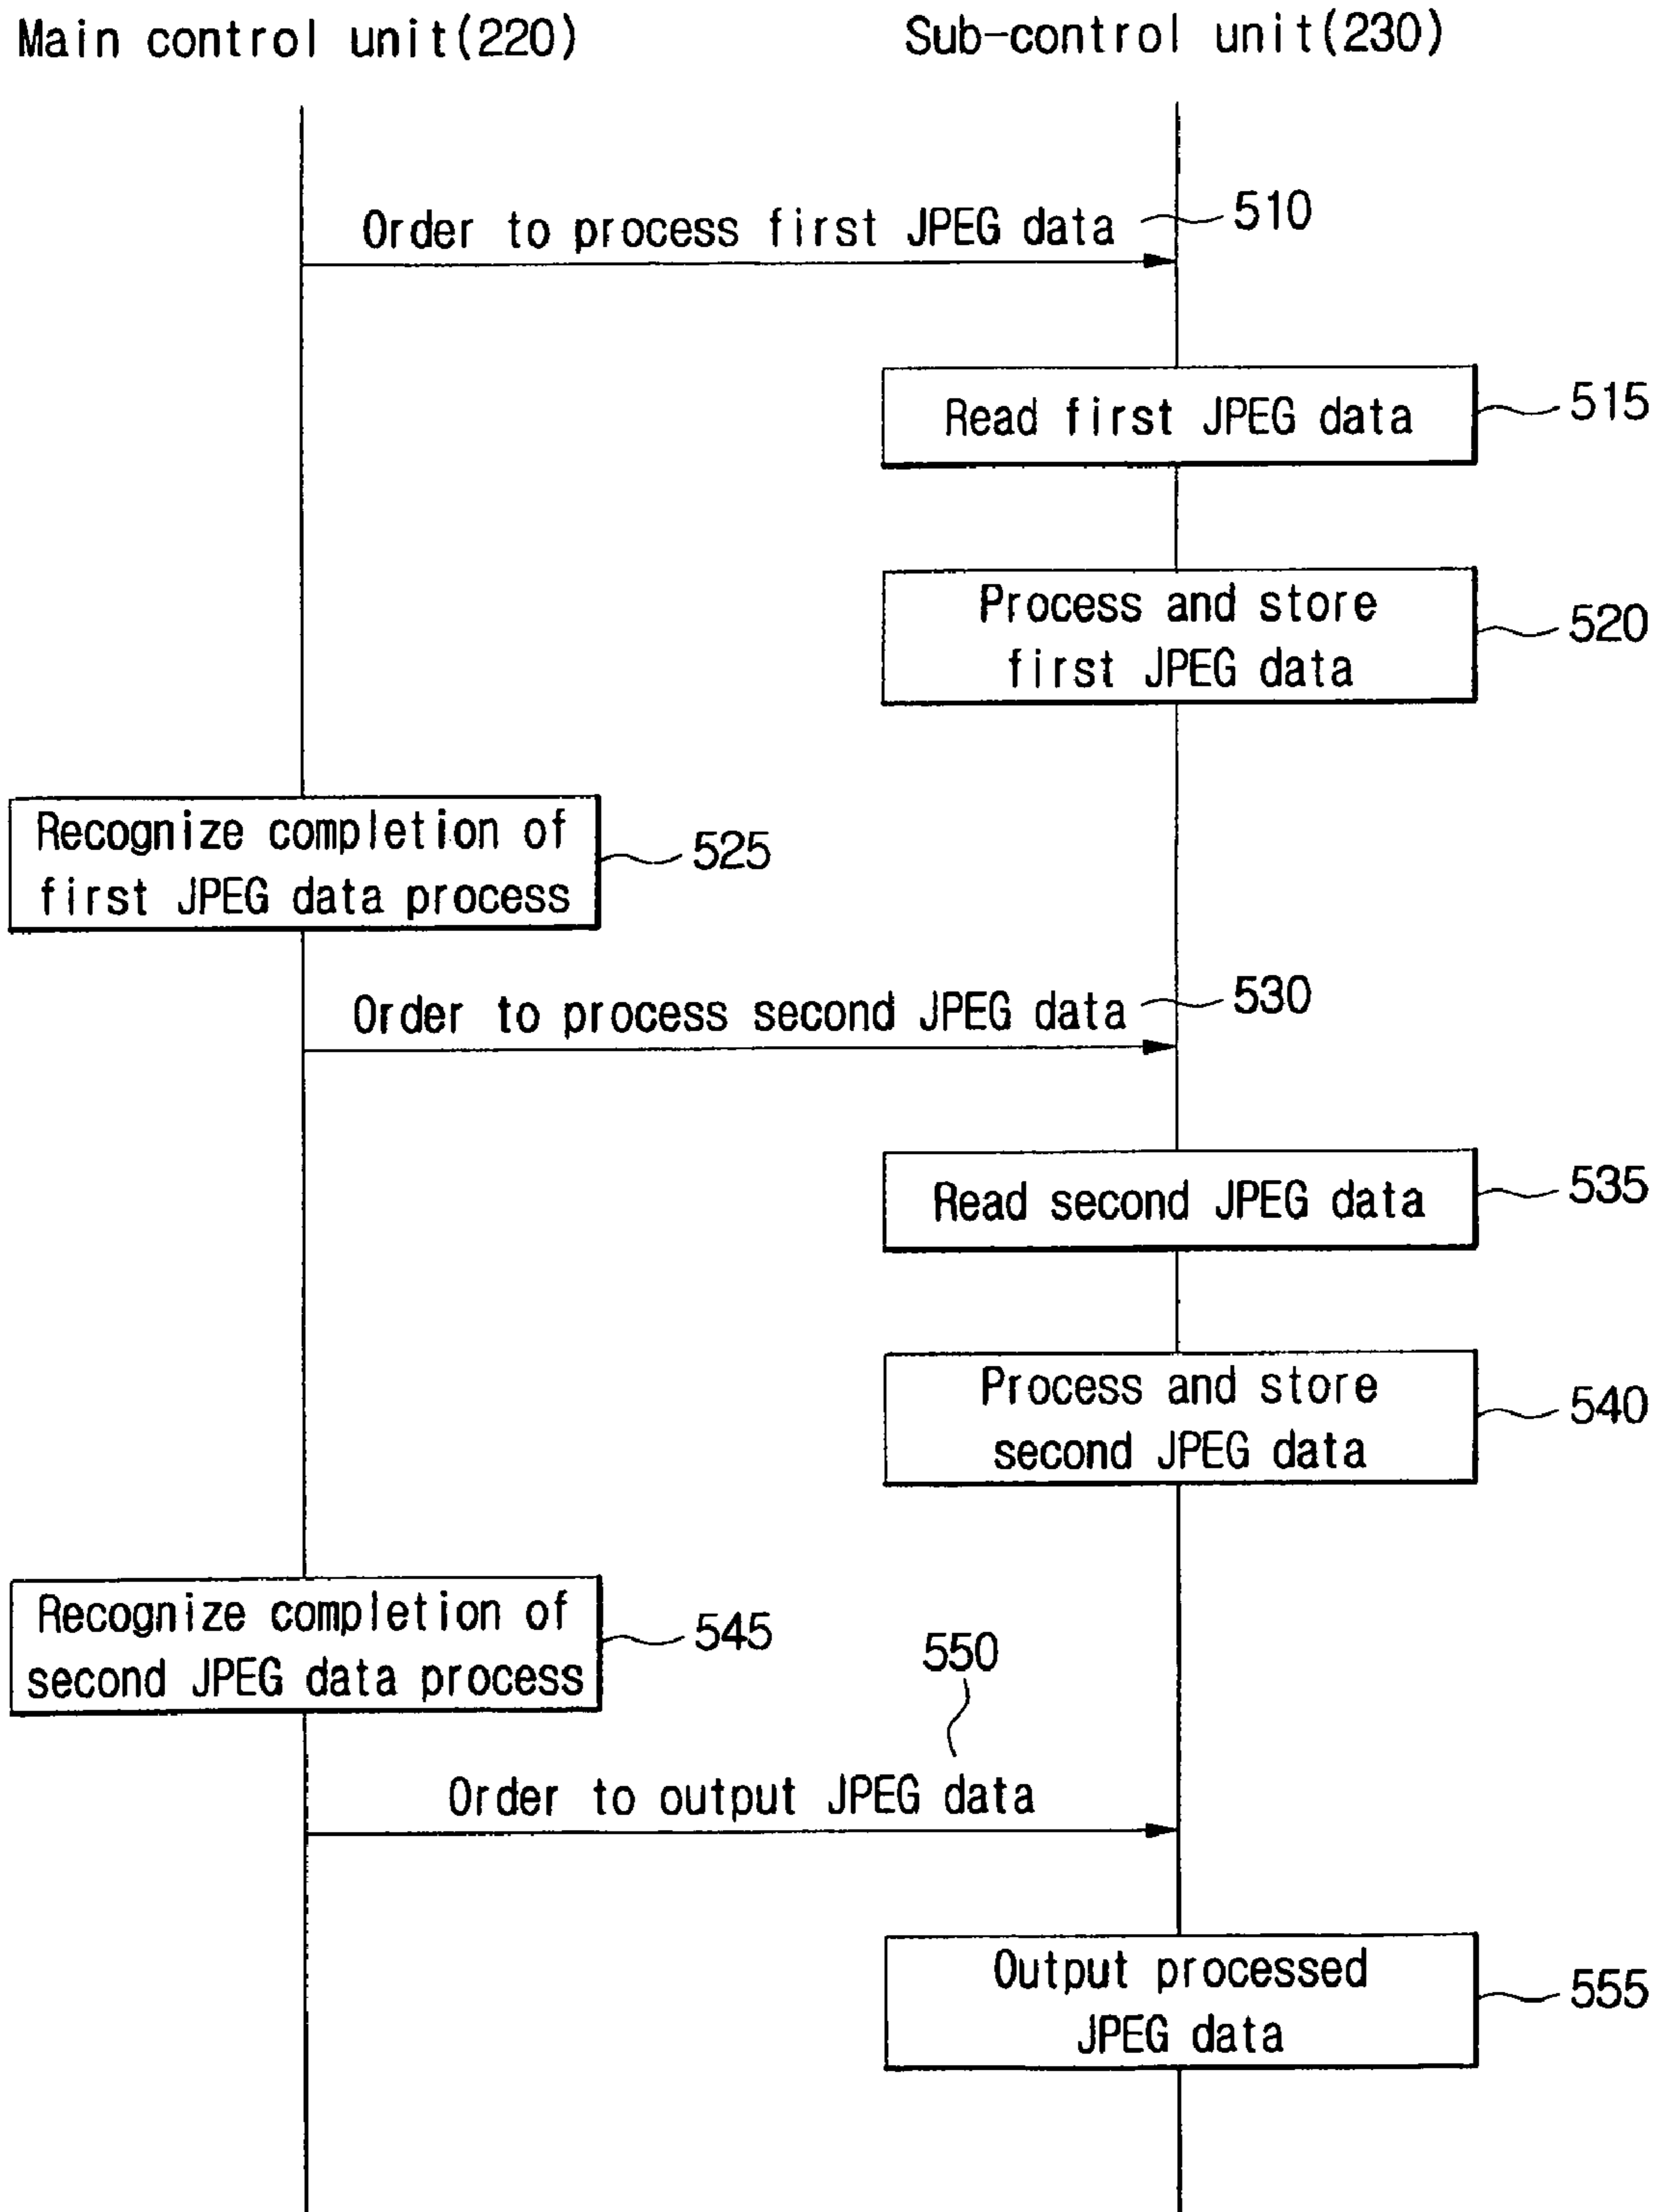 Main control unit(220)
Sub-control unit(230)
Order to process first JPEG data
510
Read first JPEG data
515
Process and store
first JPEG data
520
Recognize completion of
first JPEG data process
525
Order to process second JPEG data
530
Read second JPEG data
535
Process and store
second JPEG data
540
Recognize completion of
second JPEG data process
545
550
Order to output JPEG data
Output processed
JPEG data
555